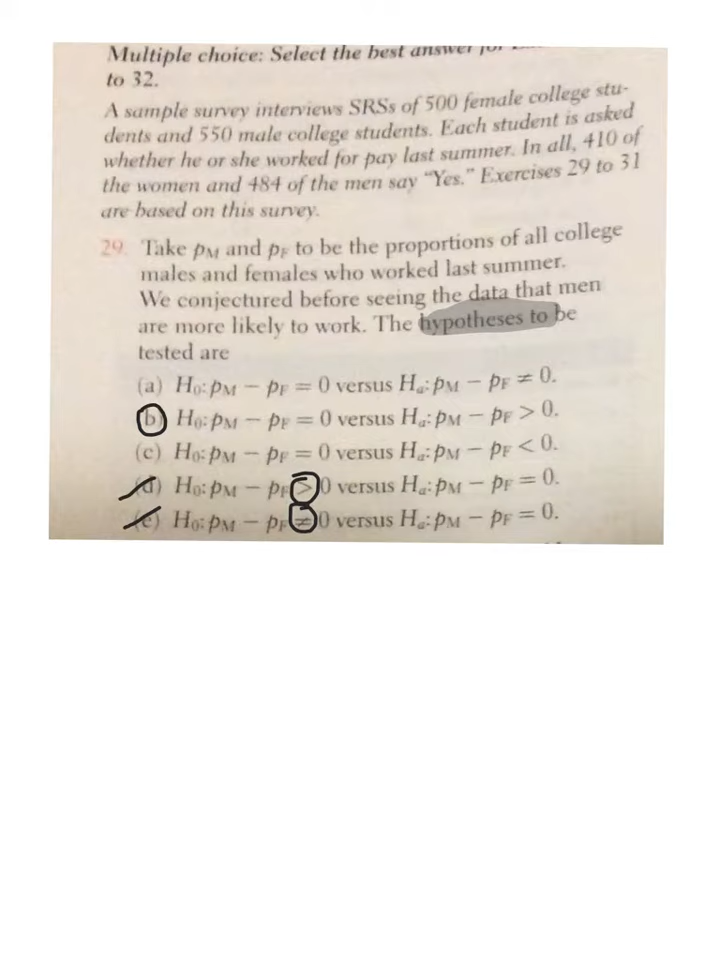 Multiple choice: Select the best answer for
to 32.
A sample survey interviews SRSs of 500 female college stu-
dents and 550 male college students. Each student is asked
whether he or she worked for pay last summer. In all, 410 of
the women and 484 of the men say “Yes.” Exercises 29 to 31
are based on this survey.
29. Take pM and pF to be the proportions of all college
males and females who worked last summer.
We conjectured before seeing the data that men
are more likely to work. The hypotheses to be
tested are
(a) H₀: pM − pF = 0 versus Hₐ: pM − pF ≠ 0.
(b) H₀: pM − pF = 0 versus Hₐ: pM − pF > 0.
(c) H₀: pM − pF = 0 versus Hₐ: pM − pF < 0.
(d) H₀: pM − pF > 0 versus Hₐ: pM − pF = 0.
(e) H₀: pM − pF ≠ 0 versus Hₐ: pM − pF = 0.